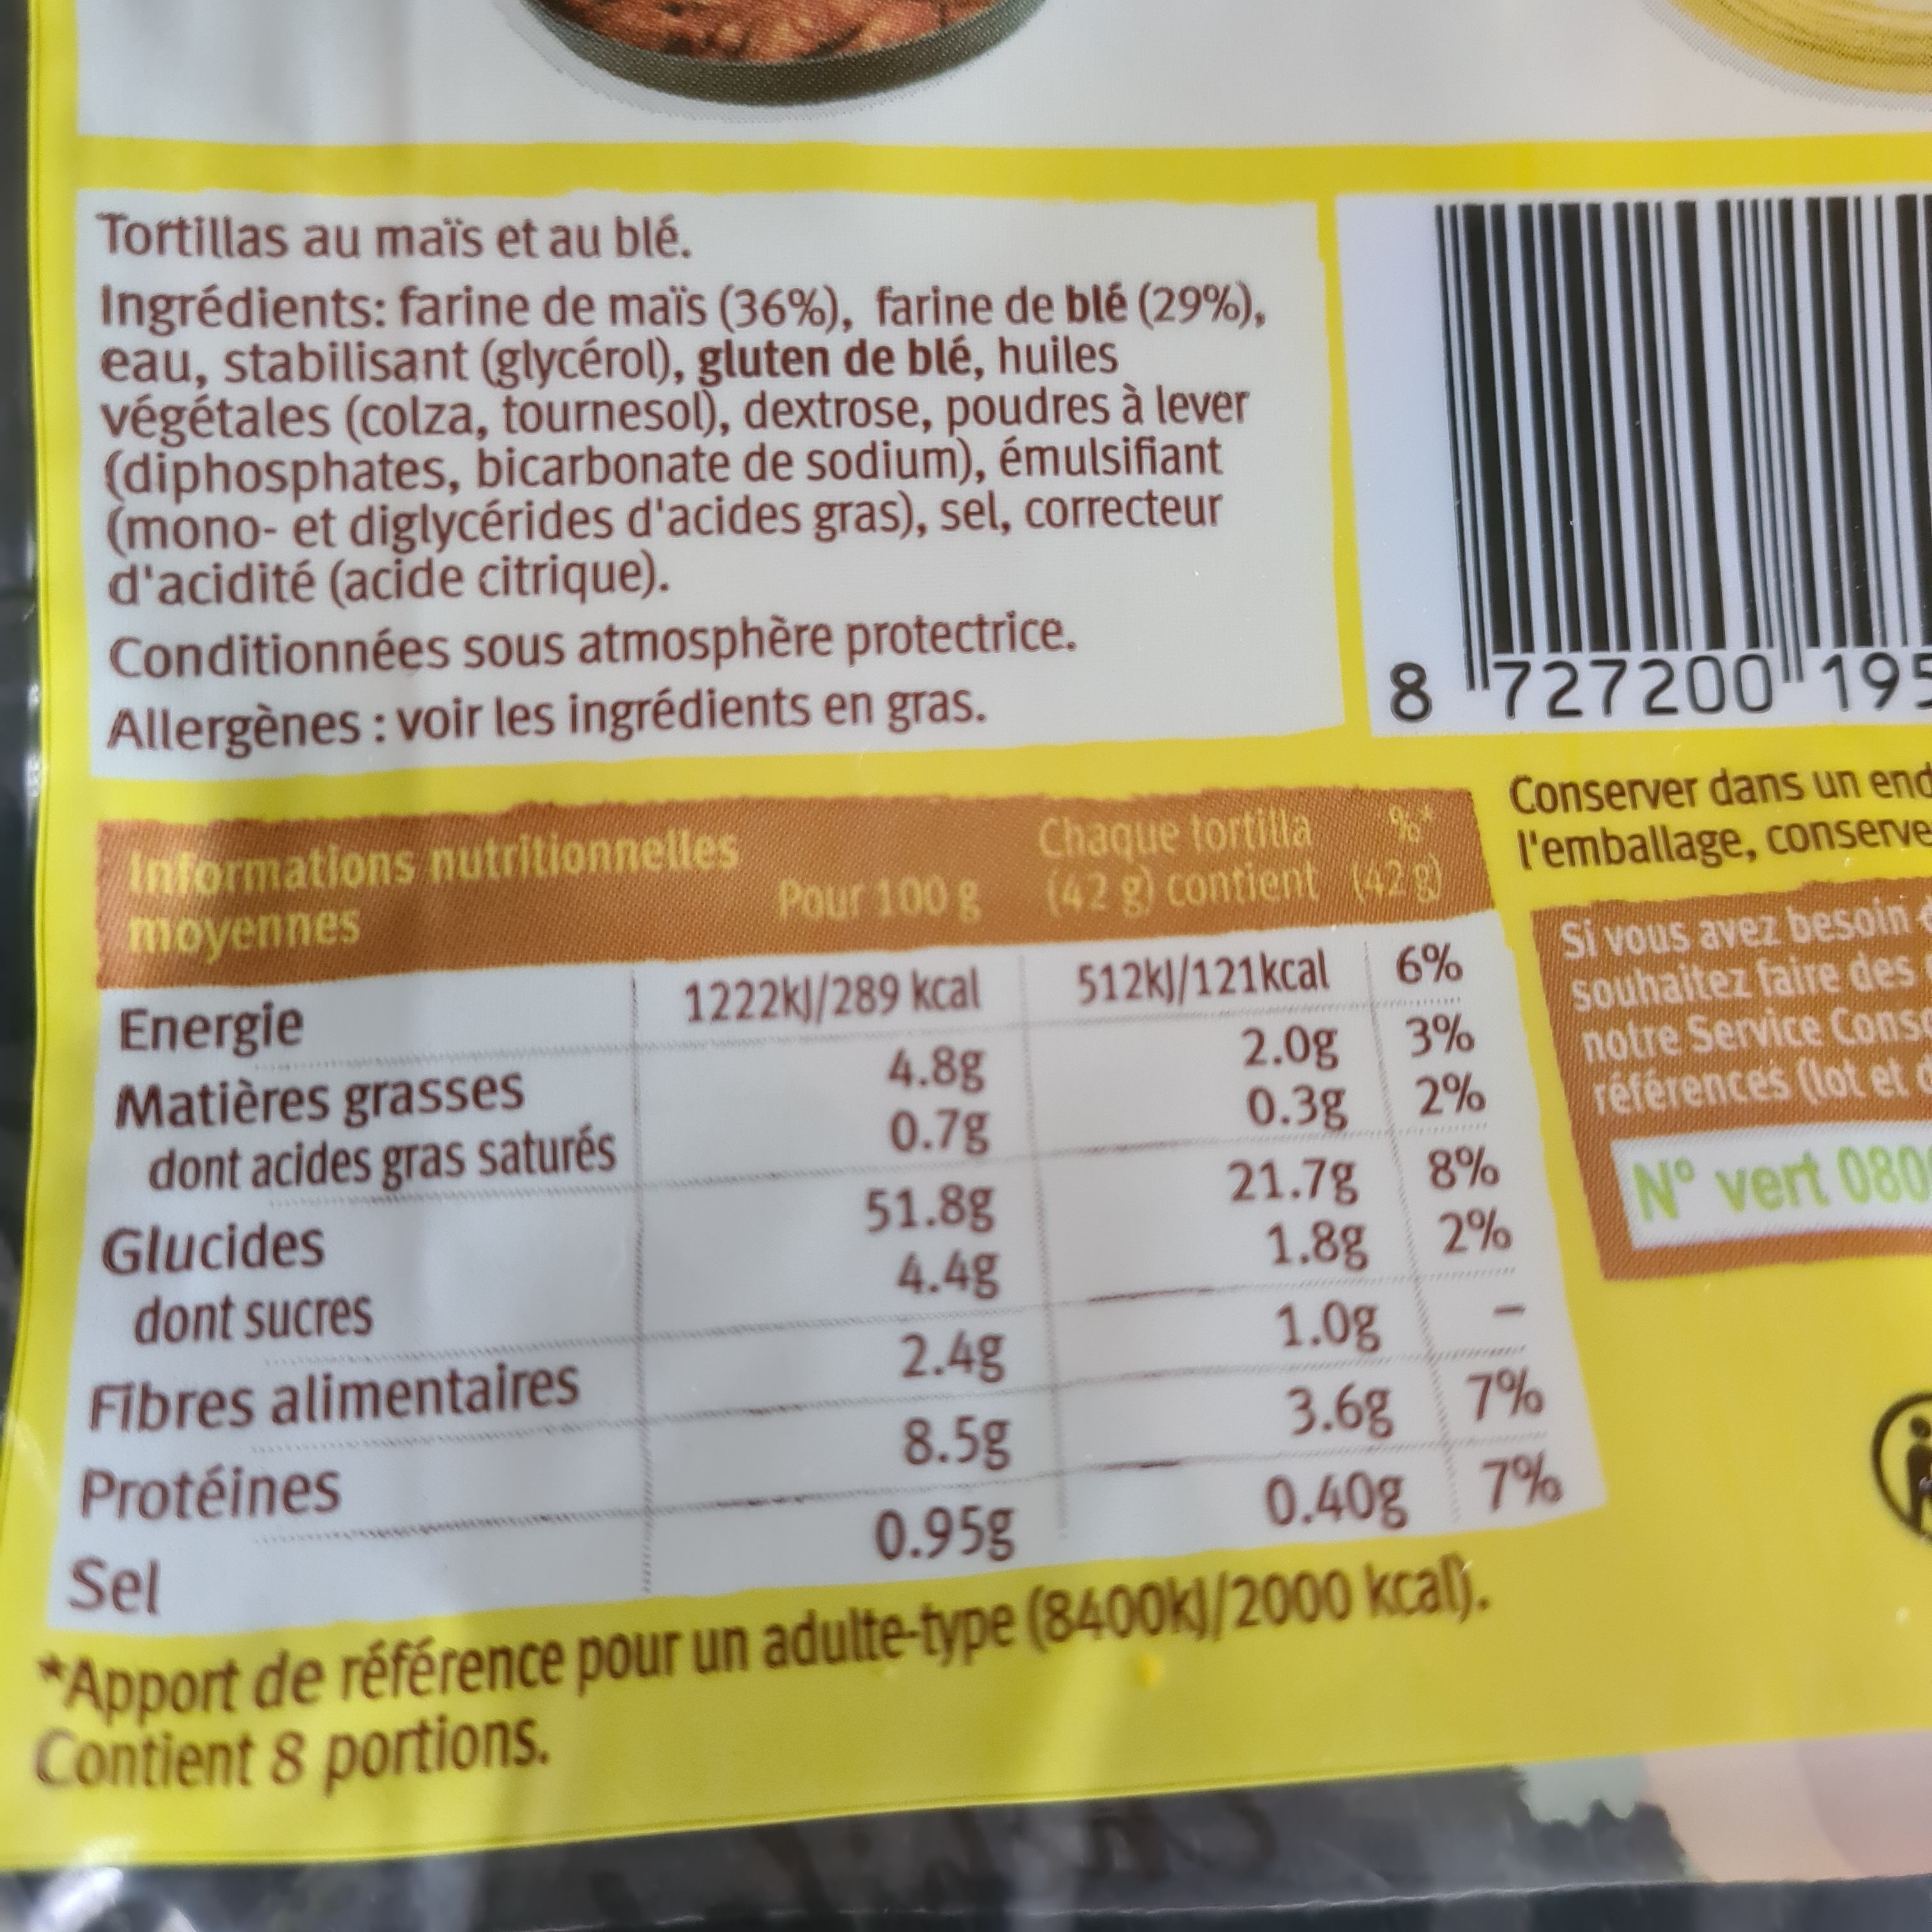 Tortillas au maïs et au blé.
Ingrédients: farine de maïs (36%), farine de blé (29%),
eau, stabilisant (glycérol), gluten de blé, huiles
végétales (colza, tournesol), dextrose, poudres à lever
(diphosphates, bicarbonate de sodium), émulsifiant
(mono- et diglycérides d'acides gras), sel, correcteur
d'acidité (acide citrique).
Conditionnées sous atmosphère protectrice.
Allergènes : voir les ingrédients en gras.
8 727200 195
Informations nutritionnelles moyennes Pour 100 g Chaque tortilla (42 g) contient %* (42 g)
Energie 1222kJ/289 kcal 512kJ/121kcal 6%
Matières grasses 4.8g 2.0g 3%
dont acides gras saturés 0.7g 0.3g 2%
Glucides 51.8g 21.7g 8%
dont sucres 4.4g 1.8g 2%
Fibres alimentaires 2.4g 1.0g –
Protéines 8.5g 3.6g 7%
Sel 0.95g 0.40g 7%
*Apport de référence pour un adulte-type (8400kJ/2000 kcal).
Contient 8 portions.
Conserver dans un
l'emballage,
Si vous avez besoin
souhaitez faire des
notre Service
références (lot et
N° vert 080